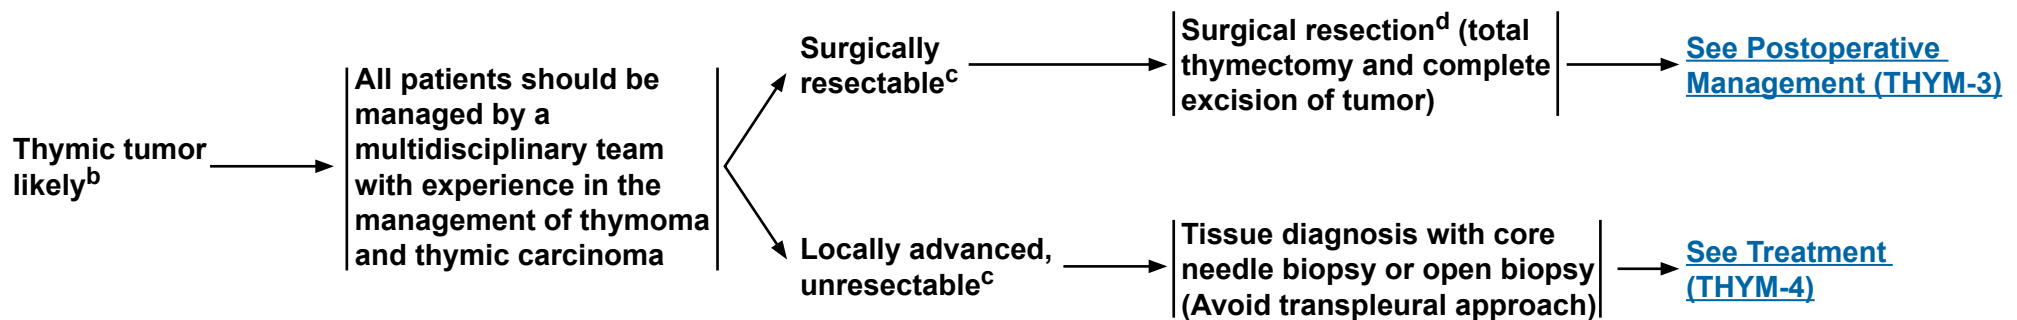 Thymic tumor
likely^b
All patients should be
managed by a
multidisciplinary team
with experience in the
management of thymoma
and thymic carcinoma
Surgically
resectable^c
Surgical resection^d (total
thymectomy and complete
excision of tumor)
See Postoperative
Management (THYM-3)
Locally advanced,
unresectable^c
Tissue diagnosis with core
needle biopsy or open biopsy
(Avoid transpleural approach)
See Treatment
(THYM-4)